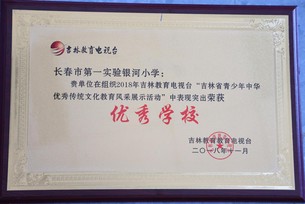 吉林教育电视台
长春市第一实验银河小学：
贵单位在组织2018年吉林教育电视台“吉林省青少年中华
优秀传统文化教育风采展示活动”中表现突出荣获
优秀学校
吉林教育教育电视台
二〇一八年十一月